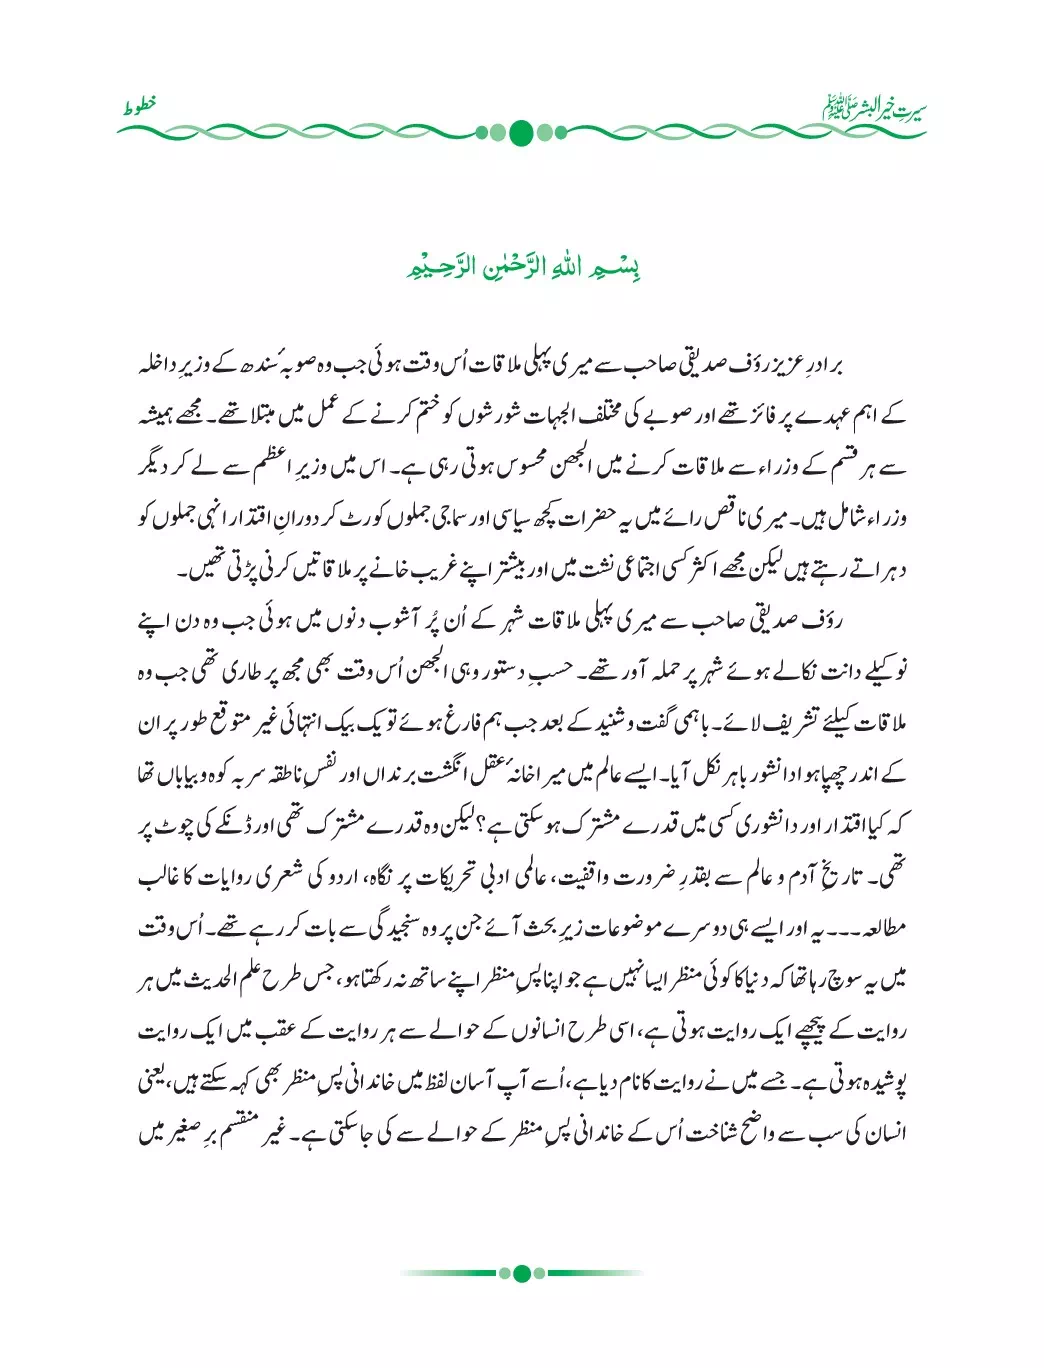 سیرتِ خیر البشر ﷺ
خطوط
بِسْمِ اللّٰهِ الرَّحْمٰنِ الرَّحِیْمِ
برادرِ عزیز رؤف صدیقی صاحب سے میری پہلی ملاقات اُس وقت ہوئی جب وہ صوبۂ سندھ کے وزیرِ داخلہ
کے اہم عہدے پر فائز تھے اور صوبے کی مختلف الجہات شورشوں کو ختم کرنے کے عمل میں مبتلا تھے۔ مجھے ہمیشہ
سے ہر قسم کے وزراء سے ملاقات کرنے میں الجھن محسوس ہوتی رہی ہے۔ اس میں وزیرِ اعظم سے لے کر دیگر
وزراء شامل ہیں۔ میری ناقص رائے میں یہ حضرات کچھ سیاسی اور سماجی جملوں کو رٹ کر دورانِ اقتدار انہی جملوں کو
دہراتے رہتے ہیں لیکن مجھے اکثر کسی اجتماعی نشت میں اور بیشتر اپنے غریب خانے پر ملاقاتیں کرنی پڑتی تھیں۔
رؤف صدیقی صاحب سے میری پہلی ملاقات شہر کے اُن پُر آشوب دنوں میں ہوئی جب وہ دن اپنے
نوکیلے دانت نکالے ہوئے شہر پر حملہ آور تھے۔ حسبِ دستور وہی الجھن اُس وقت بھی مجھ پر طاری تھی جب وہ
ملاقات کیلئے تشریف لائے۔ باہمی گفت و شنید کے بعد جب ہم فارغ ہوئے تو یک بیک انتہائی غیر متوقع طور پر ان
کے اندر چھپا ہوا دانشور باہر نکل آیا۔ ایسے عالم میں میرا خانۂ عقل انگشت بر نداں اور نفسِ ناطقہ سر بہ کوہ و بیاباں تھا
کہ کیا اقتدار اور دانشوری کسی میں قدرے مشترک ہوسکتی ہے؟ لیکن وہ قدرے مشترک تھی اور ڈنکے کی چوٹ پر
تھی۔ تاریخِ آدم و عالم سے بقدرِ ضرورت واقفیت، عالمی ادبی تحریکات پر نگاہ، اردو کی شعری روایات کا غالب
مطالعہ۔۔۔ یہ اور ایسے ہی دوسرے موضوعات زیرِ بحث آئے جن پر وہ سنجیدگی سے بات کر رہے تھے۔ اُس وقت
میں یہ سوچ رہا تھا کہ دنیا کا کوئی منظر ایسا نہیں ہے جو اپنا پسِ منظر اپنے ساتھ نہ رکھتا ہو، جس طرح علم الحدیث میں ہر
روایت کے پیچھے ایک روایت ہوتی ہے، اسی طرح انسانوں کے حوالے سے ہر روایت کے عقب میں ایک روایت
پوشیدہ ہوتی ہے۔ جسے میں نے روایت کا نام دیا ہے، اُسے آپ آسان لفظ میں خاندانی پسِ منظر بھی کہہ سکتے ہیں، یعنی
انسان کی سب سے واضح شناخت اُس کے خاندانی پسِ منظر کے حوالے سے کی جاسکتی ہے۔ غیر منقسم برِ صغیر میں